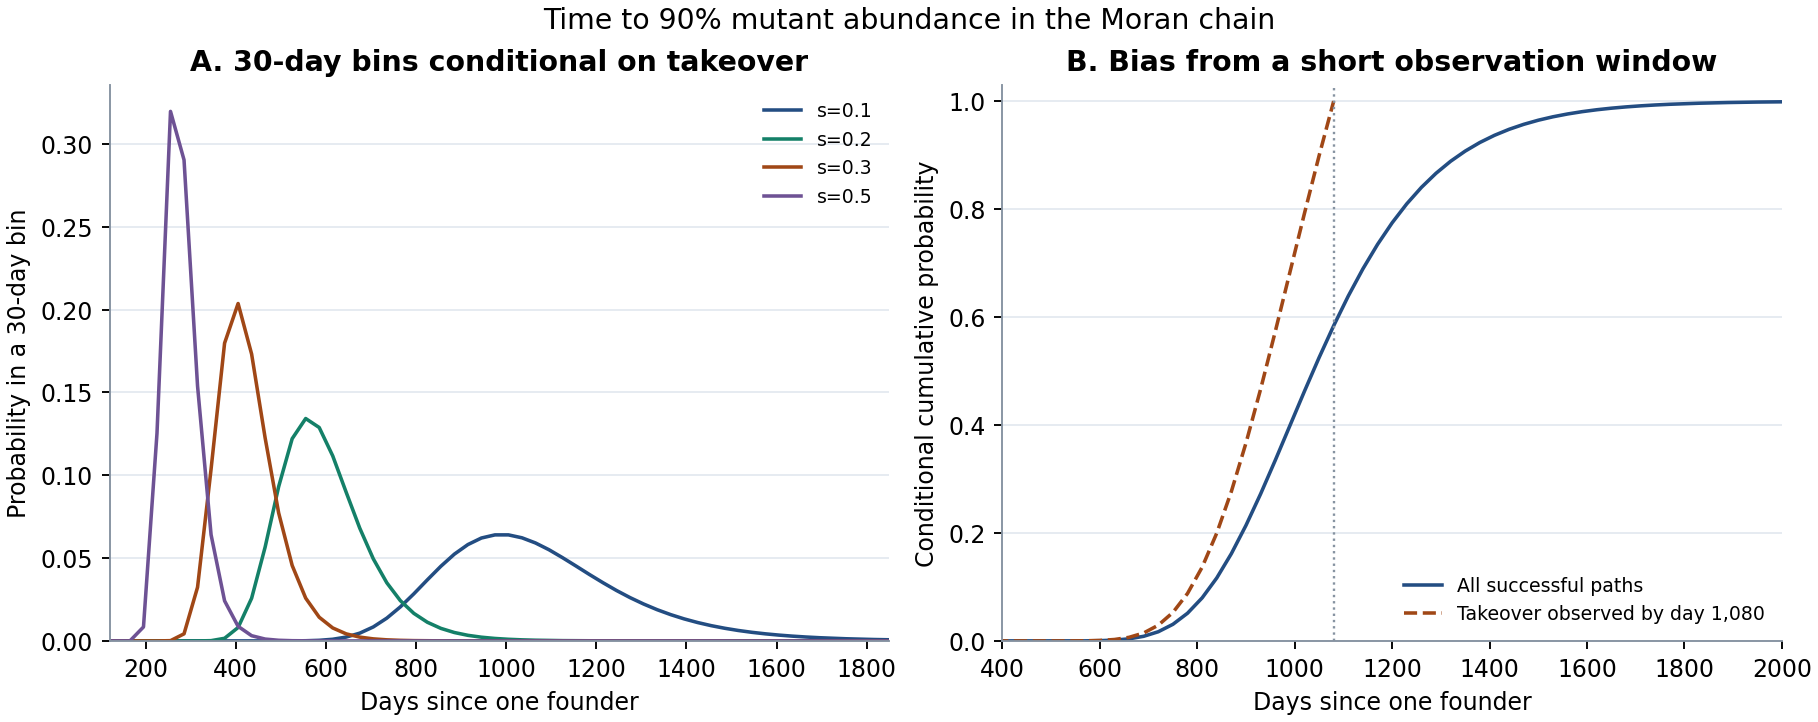 Time to 90% mutant abundance in the Moran chain
A. 30-day bins conditional on takeover
Probability in a 30-day bin
0.30
0.25
0.20
0.15
0.10
0.05
0.00
s=0.1
s=0.2
s=0.3
s=0.5
200 400 600 800 1000 1200 1400 1600 1800
Days since one founder
B. Bias from a short observation window
Conditional cumulative probability
1.0
0.8
0.6
0.4
0.2
0.0
All successful paths
Takeover observed by day 1,080
400 600 800 1000 1200 1400 1600 1800 2000
Days since one founder